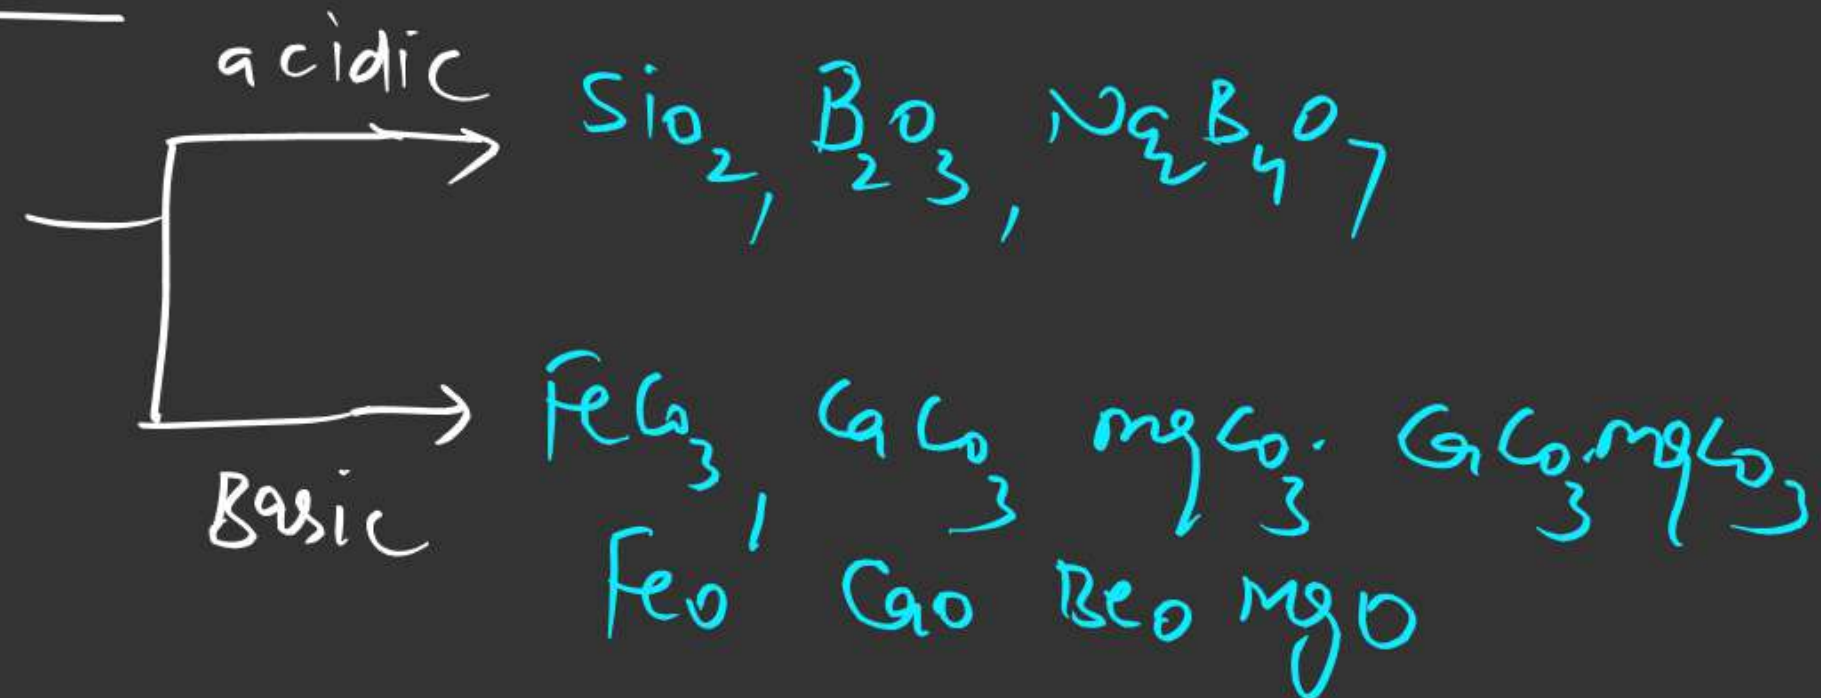 acidic
SiO₂, B₂O₃, Na₂B₄O₇
FeCO₃, CaCO₃ MgCO₃. CaCO₃.MgCO₃
Basic
FeO CaO BeO MgO